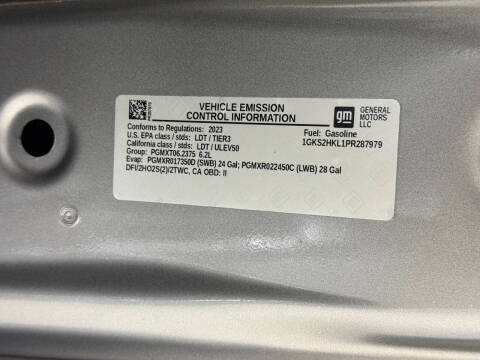 VEHICLE EMISSION
CONTROL INFORMATION
gm
GENERAL
MOTORS
LLC
Conforms to Regulations: 2023
U.S. EPA class / stds: LDT / TIER3
California class / stds: LDT / ULEV50
Group: PGMXT06.2375 6.2L
Evap: PGMXR017350D (SWB) 24 Gal; PGMXR022450C (LWB) 28 Gal
DFI/2HO2S(2)/2TWC, CA OBD: II
Fuel: Gasoline
1GKS2HKL1PR287979